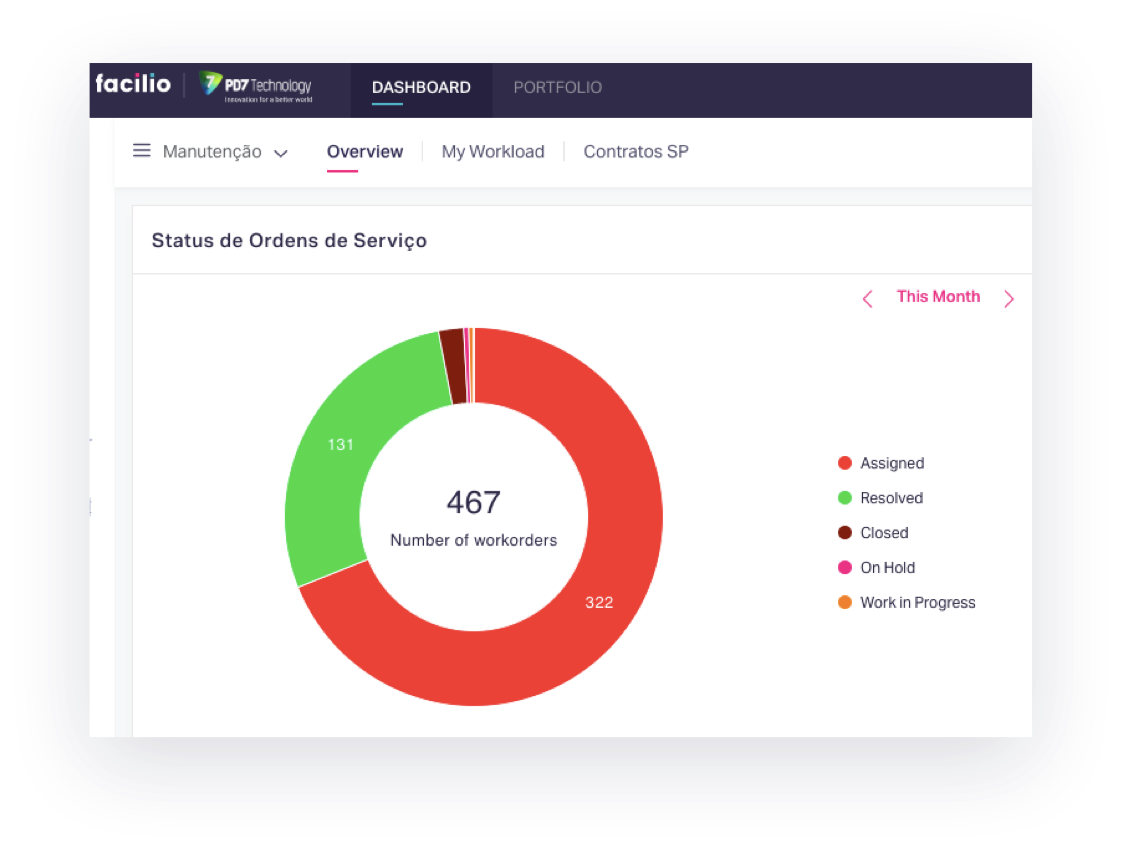 facilio
PD7 Technology
Innovation for a better world
DASHBOARD
PORTFOLIO
Manutenção
Overview
My Workload
Contratos SP
Status de Ordens de Serviço
This Month
131
467
Number of workorders
322
Assigned
Resolved
Closed
On Hold
Work in Progress